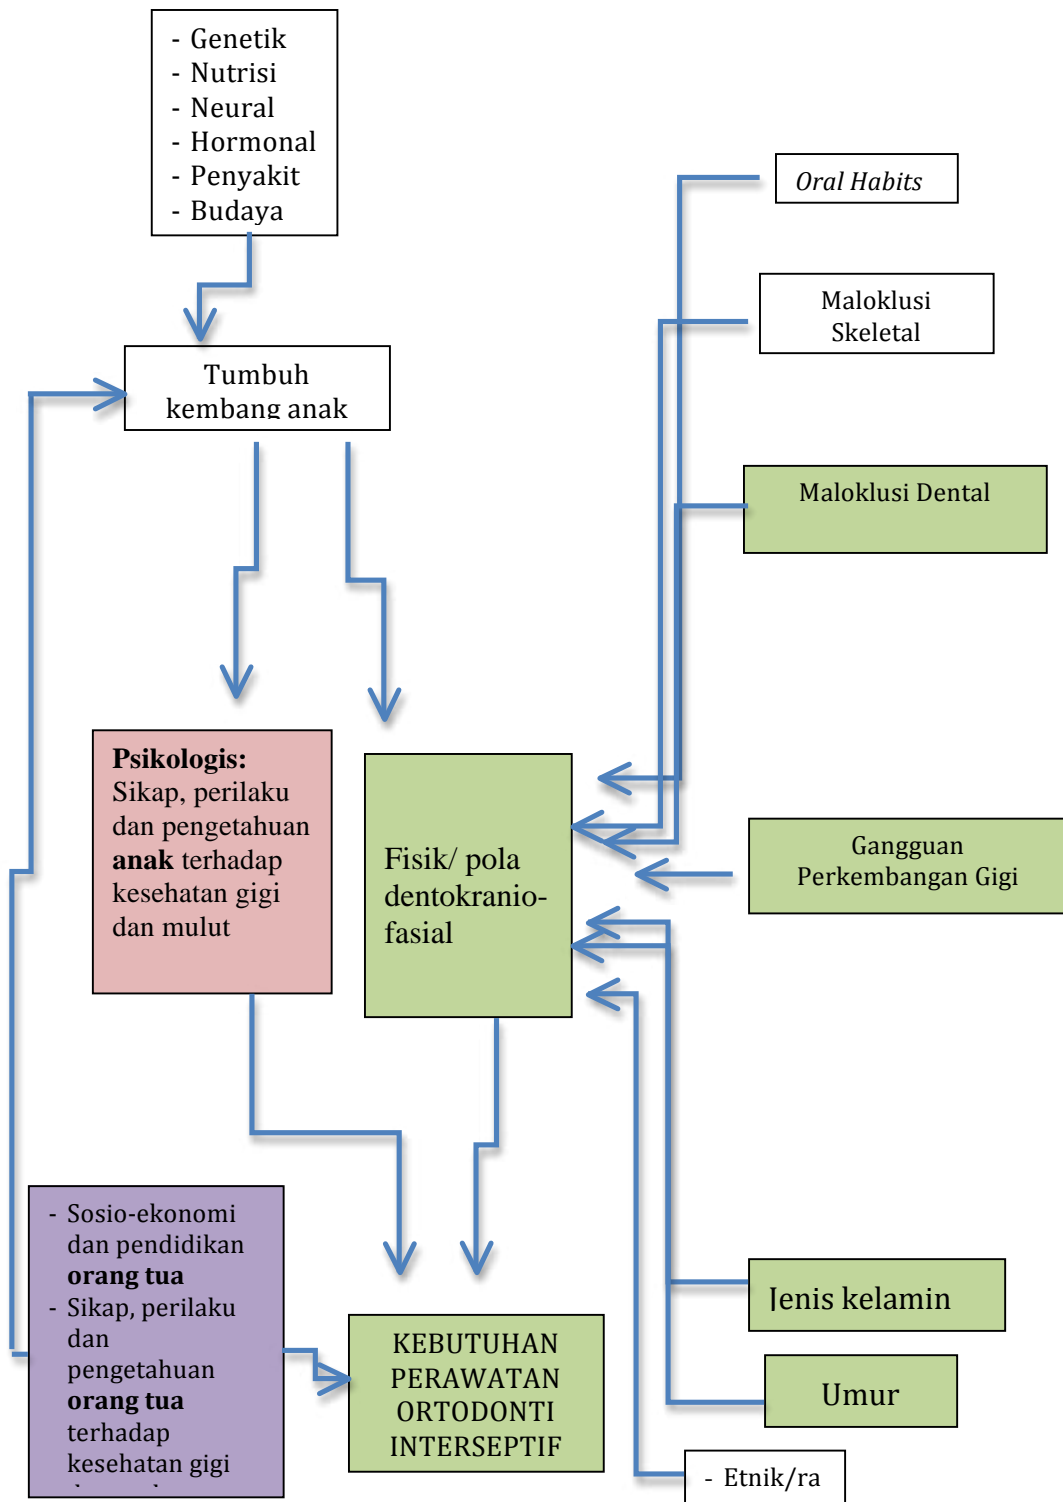 - Genetik
- Nutrisi
- Neural
- Hormonal
- Penyakit
- Budaya
Oral Habits
Maloklusi
Skeletal
Tumbuh
kembang anak
Maloklusi Dental
Psikologis:
Sikap, perilaku
dan pengetahuan
anak terhadap
kesehatan gigi
dan mulut
Fisik/ pola
dentokranio-
fasial
Gangguan
Perkembangan Gigi
- Sosio-ekonomi
dan pendidikan
orang tua
- Sikap, perilaku
dan
pengetahuan
orang tua
terhadap
kesehatan gigi
KEBUTUHAN
PERAWATAN
ORTODONTI
INTERSEPTIF
Jenis kelamin
Umur
- Etnik/ra